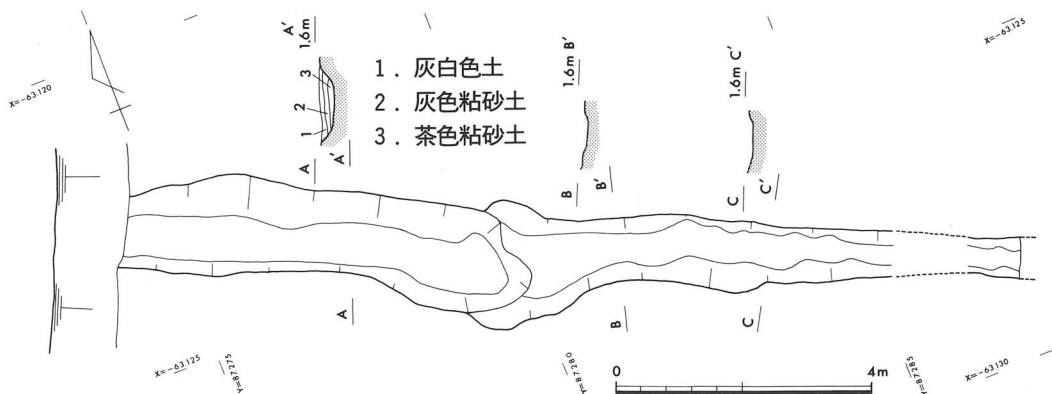 A′
1.6m
3
2
1
A′
A
1. 灰白色土
2. 灰色粘砂土
3. 茶色粘砂土
1.6m B′
B
B′
1.6m C′
C
C′
X=-63.125
X=-63.120
A
B
C
X=-63.125
Y=87.275
Y=87.280
0
4m
Y=87.285
X=-63.130